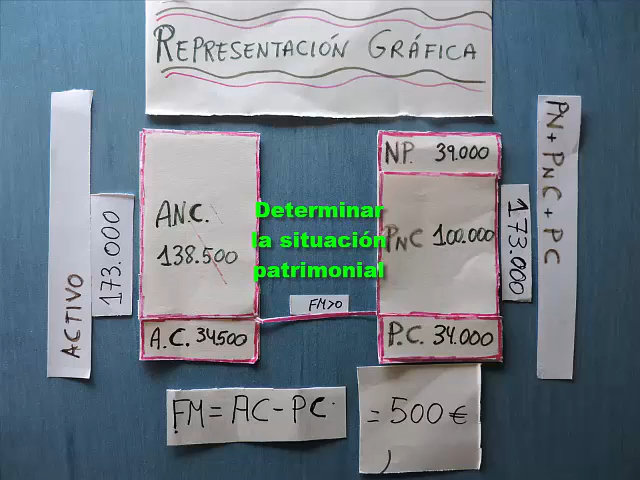 REPRESENTACIÓN GRÁFICA
ACTIVO
173.000
ANC.
138.500
A.C. 34500
Determinar
la situación
patrimonial
FM>0
NP. 39.000
PNC 100.000
P.C. 34.000
173.000
PN + PNC + PC
FM = AC - PC.
= 500 €